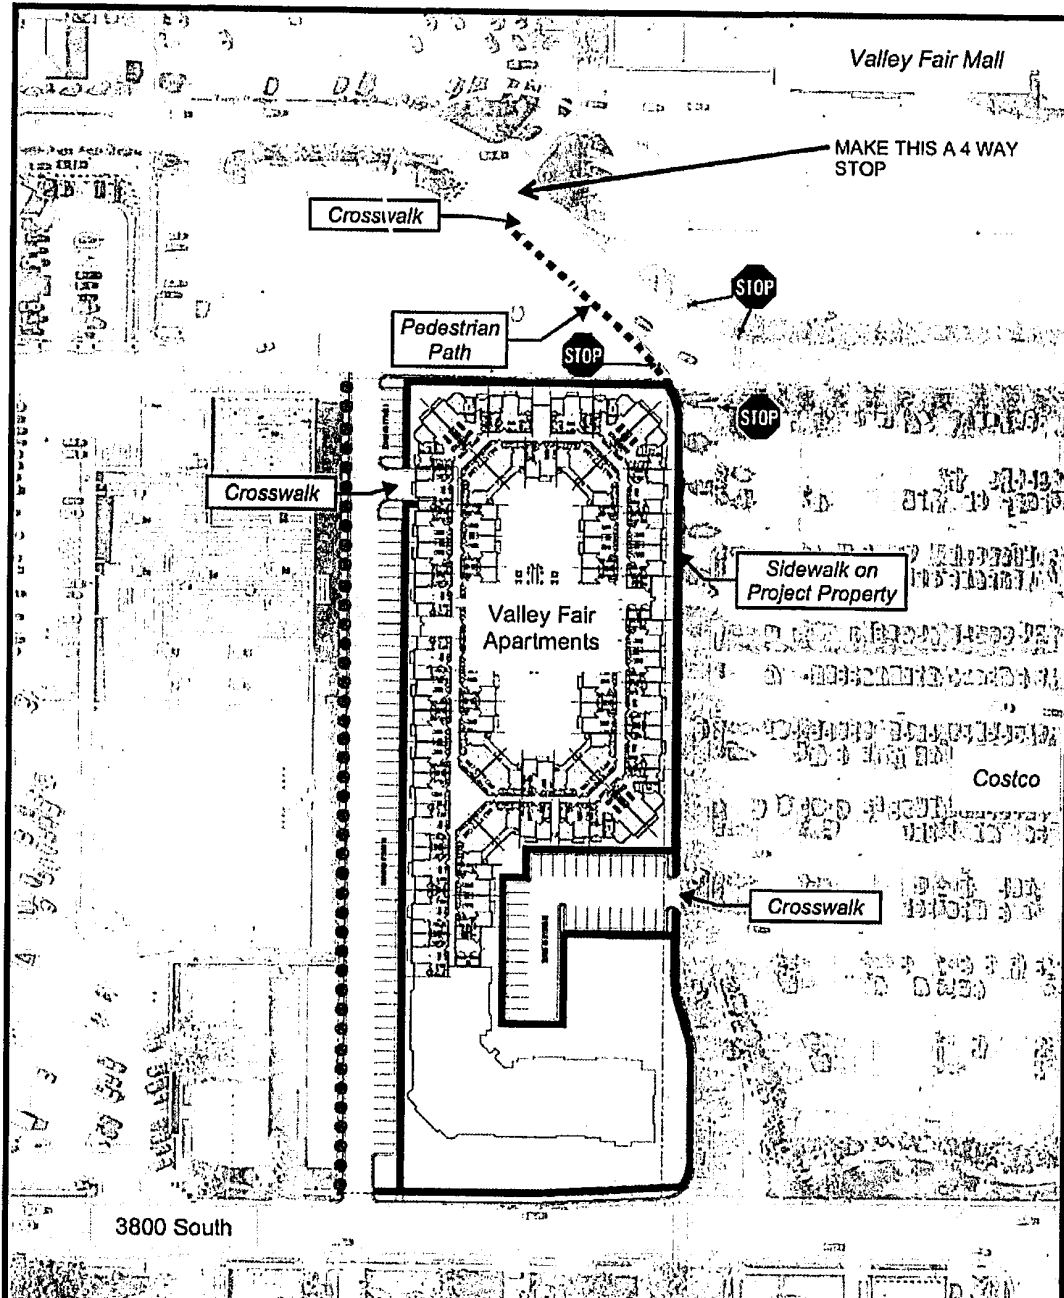 Valley Fair Mall
MAKE THIS A 4 WAY
STOP
Crosswalk
STOP
Pedestrian
Path
STOP
STOP
Crosswalk
Sidewalk on
Project Property
Valley Fair
Apartments
Costco
Crosswalk
3800 South